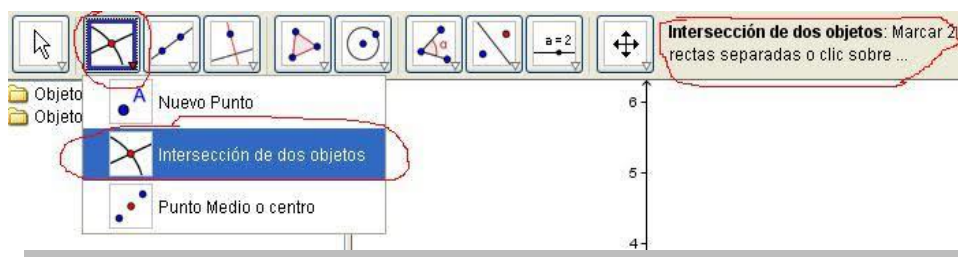 a = 2
Intersección de dos objetos: Marcar 2
rectas separadas o clic sobre ...
α
Objeto
Objeto
A
Nuevo Punto
Intersección de dos objetos
Punto Medio o centro
6
5
4